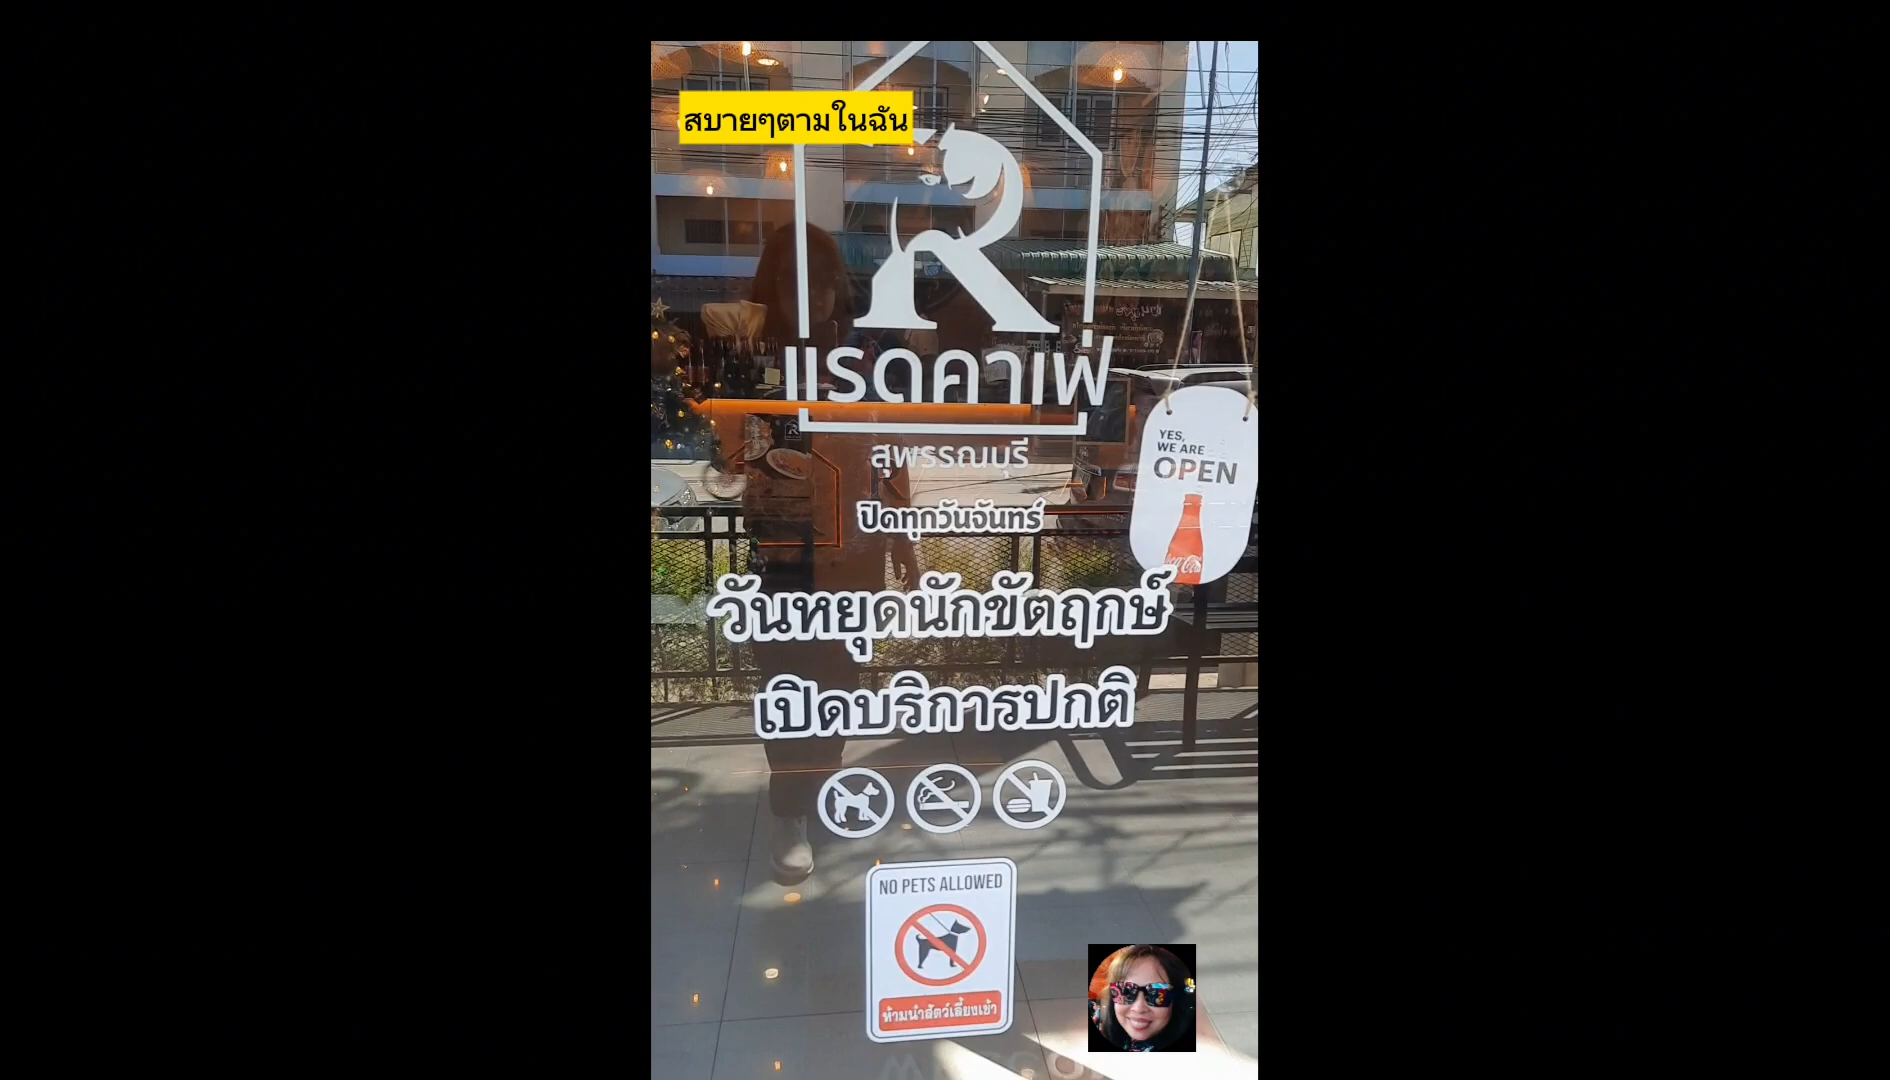 สบายๆตามในฉัน
R
แรดคาเฟ่
สุพรรณบุรี
YES,
WE ARE
OPEN
ปิดทุกวันจันทร์
วันหยุดนักขัตฤกษ์
เปิดบริการปกติ
NO PETS ALLOWED
ห้ามนำสัตว์เลี้ยงเข้า